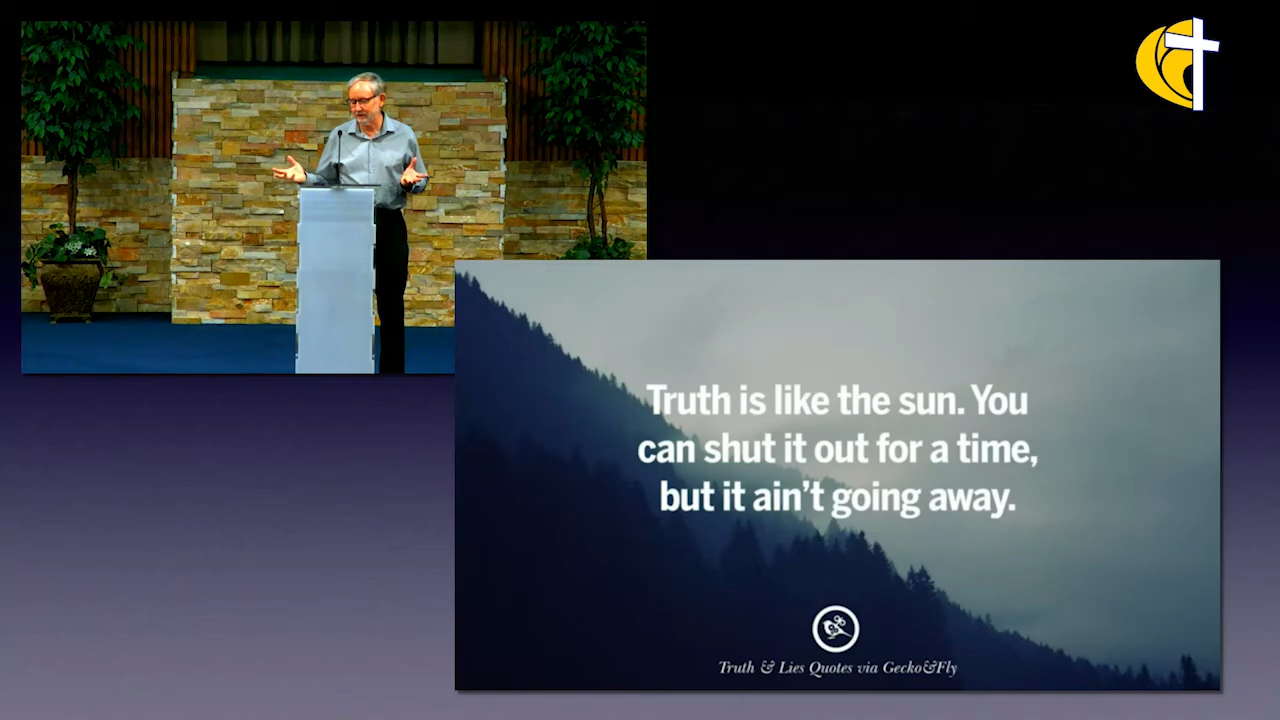 Truth is like the sun. You
can shut it out for a time,
but it ain't going away.
Truth & Lies Quotes via Gecko&Fly